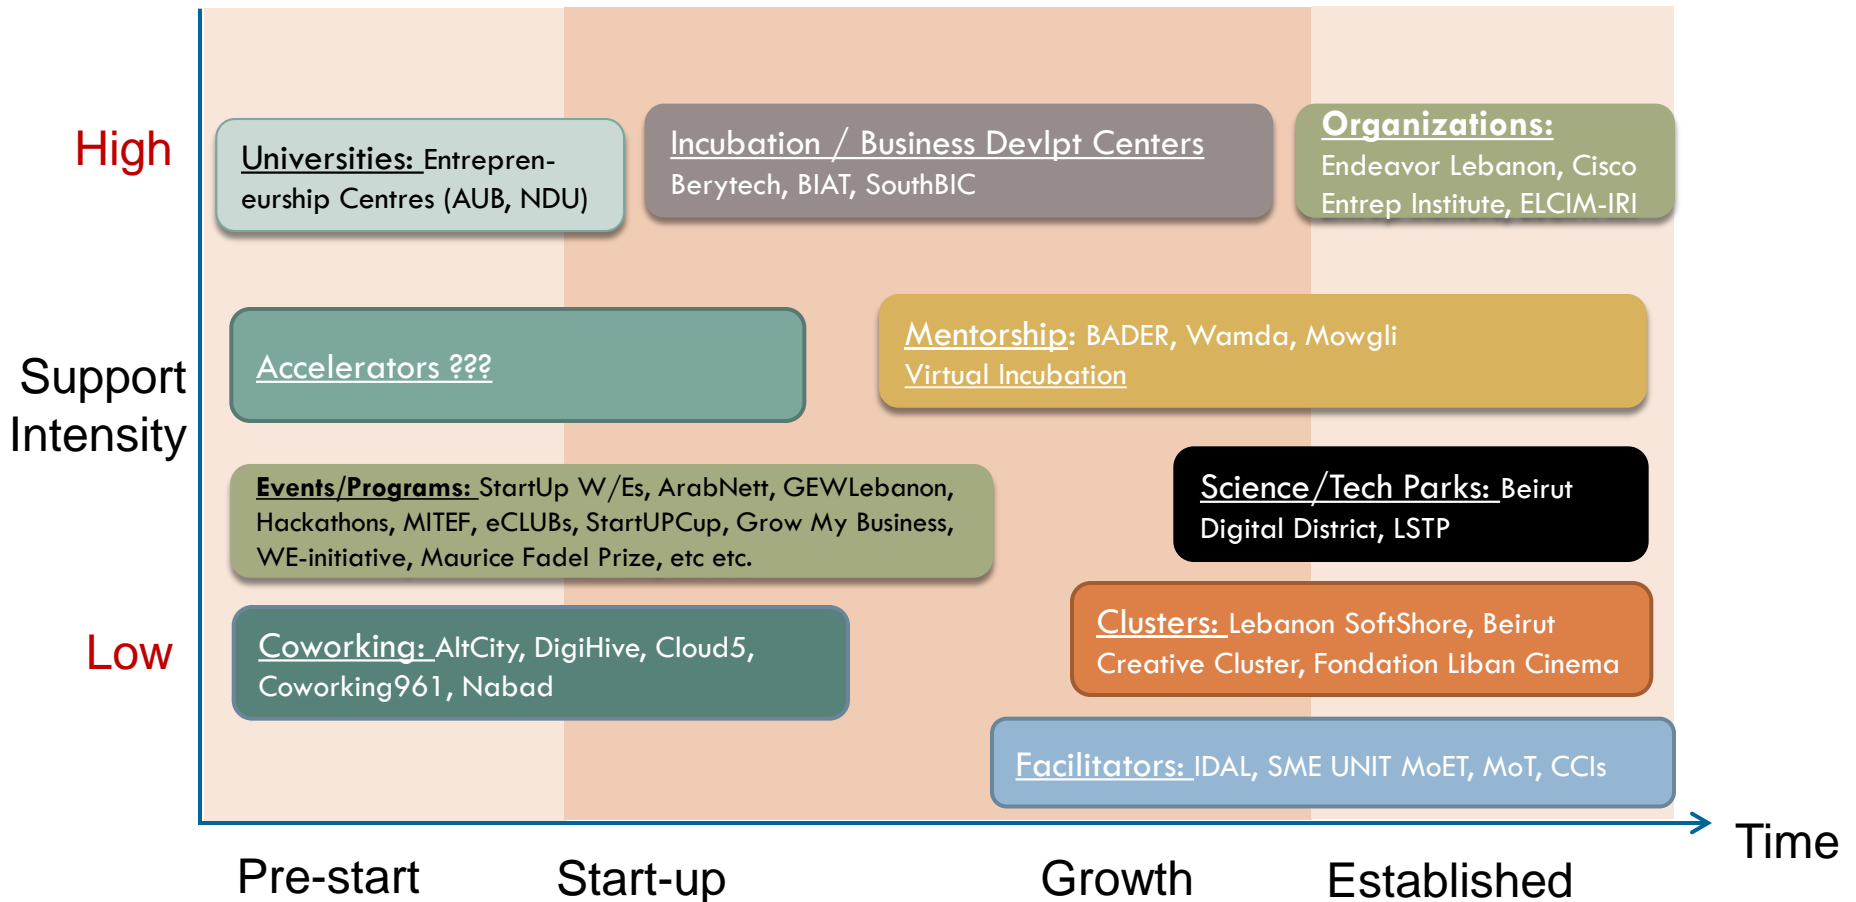 High
Universities: Entrepren-
eurship Centres (AUB, NDU)
Incubation / Business Devlpt Centers
Berytech, BIAT, SouthBIC
Organizations:
Endeavor Lebanon, Cisco
Entrep Institute, ELCIM-IRI
Support
Intensity
Accelerators ???
Mentorship: BADER, Wamda, Mowgli
Virtual Incubation
Events/Programs: StartUp W/Es, ArabNett, GEWLebanon,
Hackathons, MITEF, eCLUBs, StartUPCup, Grow My Business,
WE-initiative, Maurice Fadel Prize, etc etc.
Science/Tech Parks: Beirut
Digital District, LSTP
Low
Coworking: AltCity, DigiHive, Cloud5,
Coworking961, Nabad
Clusters: Lebanon SoftShore, Beirut
Creative Cluster, Fondation Liban Cinema
Facilitators: IDAL, SME UNIT MoET, MoT, CCIs
Time
Pre-start
Start-up
Growth
Established